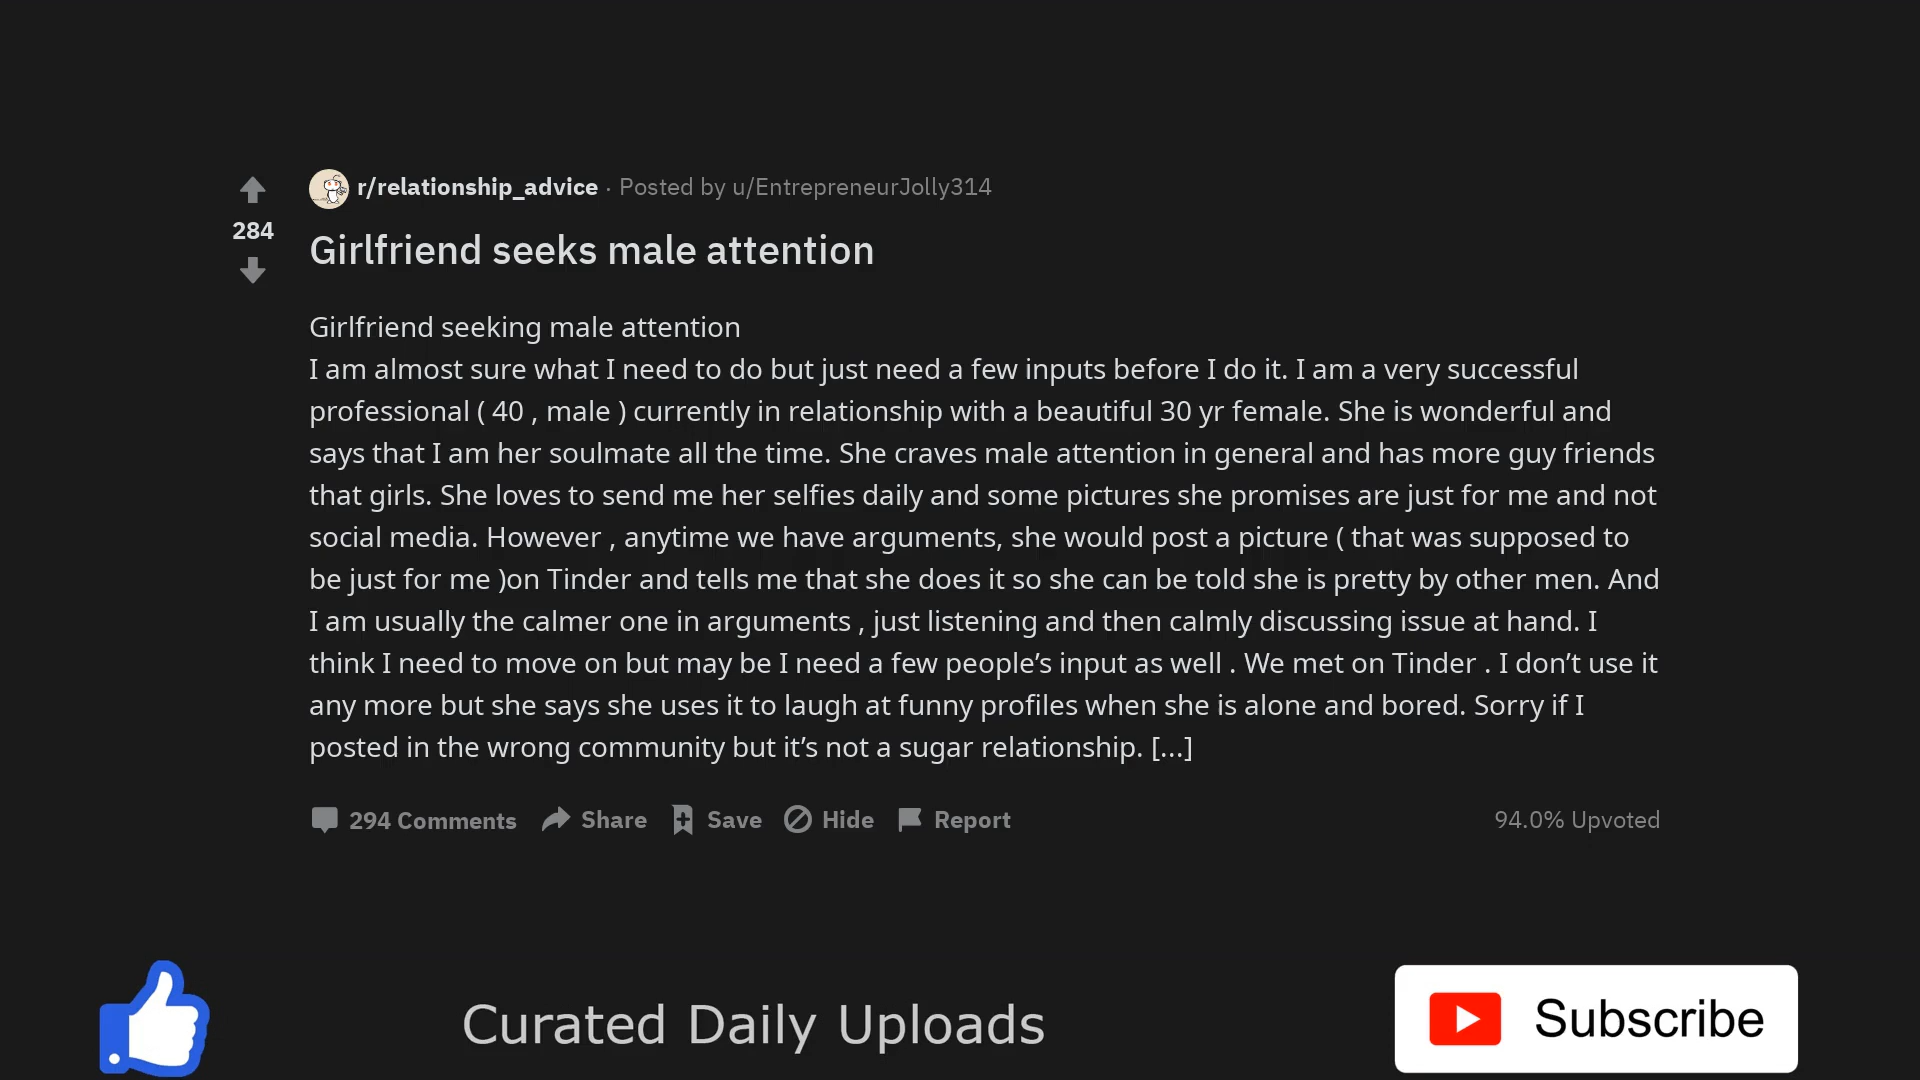 r/relationship_advice · Posted by u/EntrepreneurJolly314
284
Girlfriend seeks male attention
Girlfriend seeking male attention
I am almost sure what I need to do but just need a few inputs before I do it. I am a very successful
professional ( 40 , male ) currently in relationship with a beautiful 30 yr female. She is wonderful and
says that I am her soulmate all the time. She craves male attention in general and has more guy friends
that girls. She loves to send me her selfies daily and some pictures she promises are just for me and not
social media. However , anytime we have arguments, she would post a picture ( that was supposed to
be just for me )on Tinder and tells me that she does it so she can be told she is pretty by other men. And
I am usually the calmer one in arguments , just listening and then calmly discussing issue at hand. I
think I need to move on but may be I need a few people’s input as well . We met on Tinder . I don’t use it
any more but she says she uses it to laugh at funny profiles when she is alone and bored. Sorry if I
posted in the wrong community but it’s not a sugar relationship. [...]
294 Comments Share Save Hide Report 94.0% Upvoted
Curated Daily Uploads
Subscribe